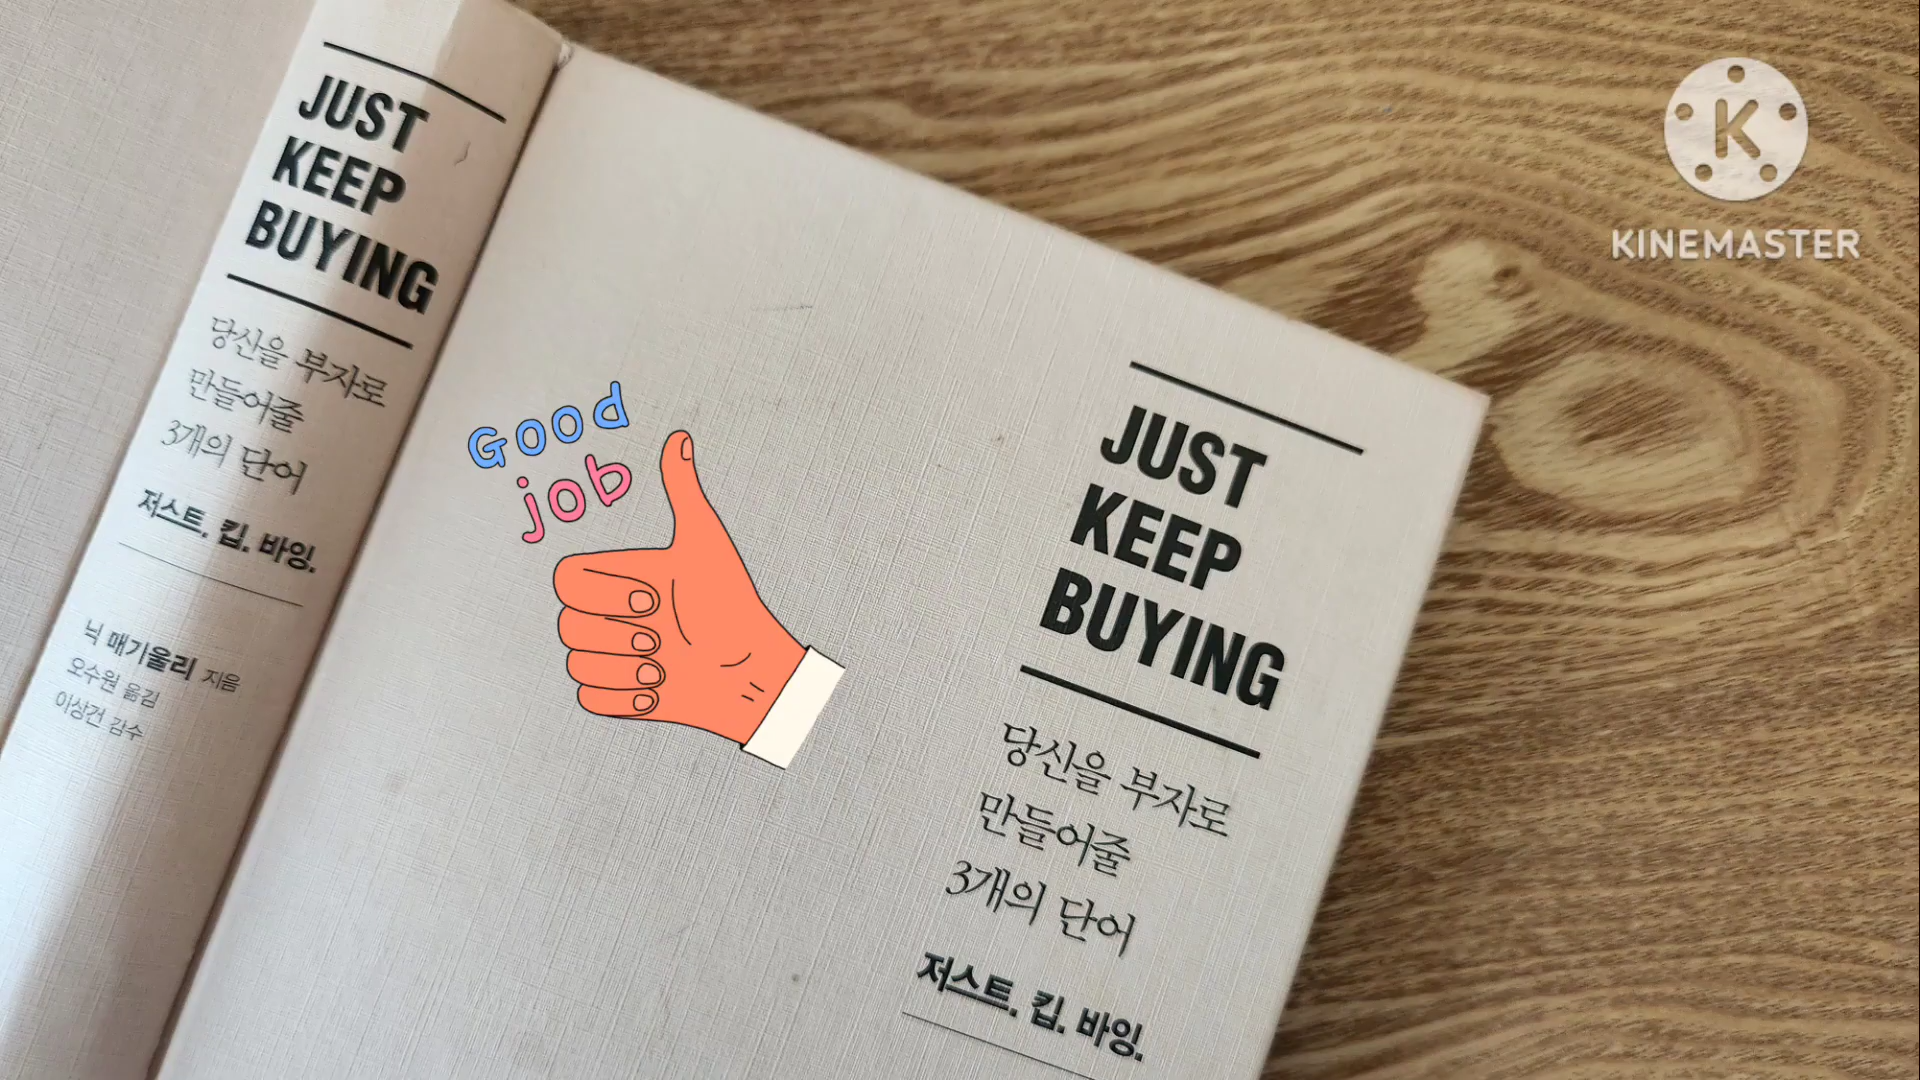 JUST
KEEP
BUYING
당신을 부자로
만들어줄
3개의 단어
저스트. 킵. 바잉.
닉 매기울리 지음
오수원 옮김
이상건 감수
Good
job
JUST
KEEP
BUYING
당신을 부자로
만들어줄
3개의 단어
저스트. 킵. 바잉.
K
KINEMASTER